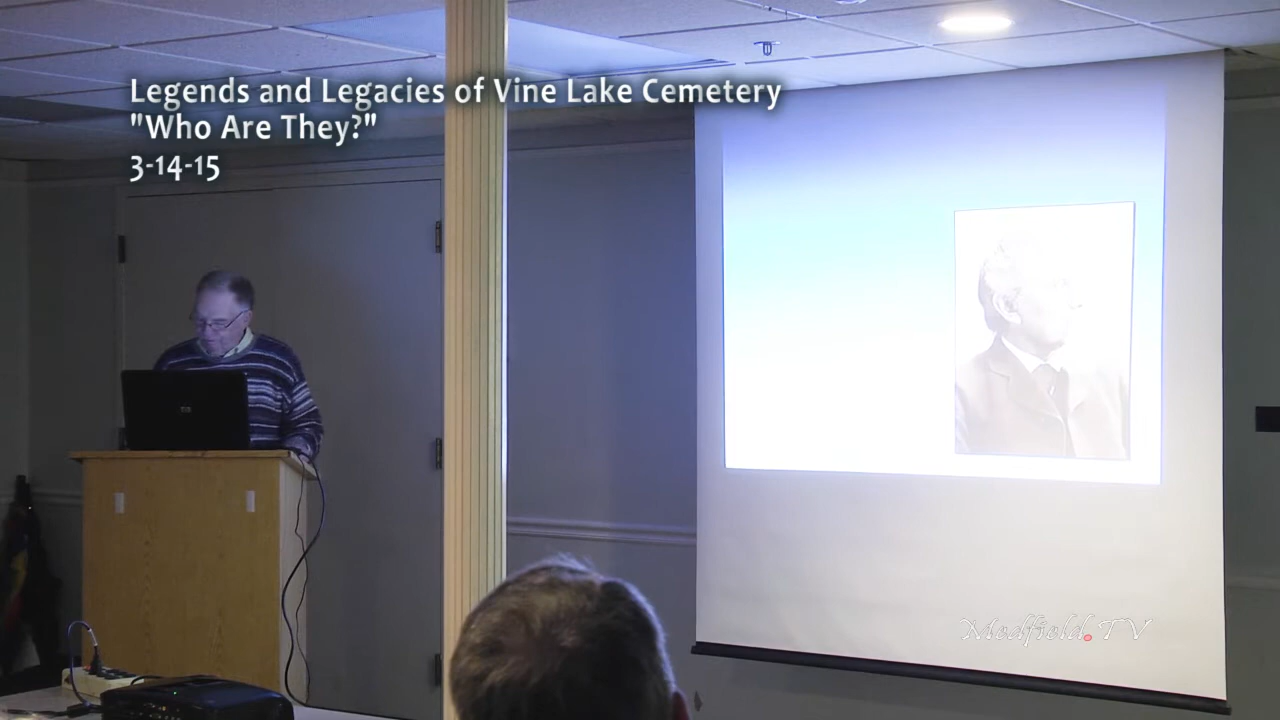 Legends and Legacies of Vine Lake Cemetery
"Who Are They?"
3-14-15
Medfield.TV